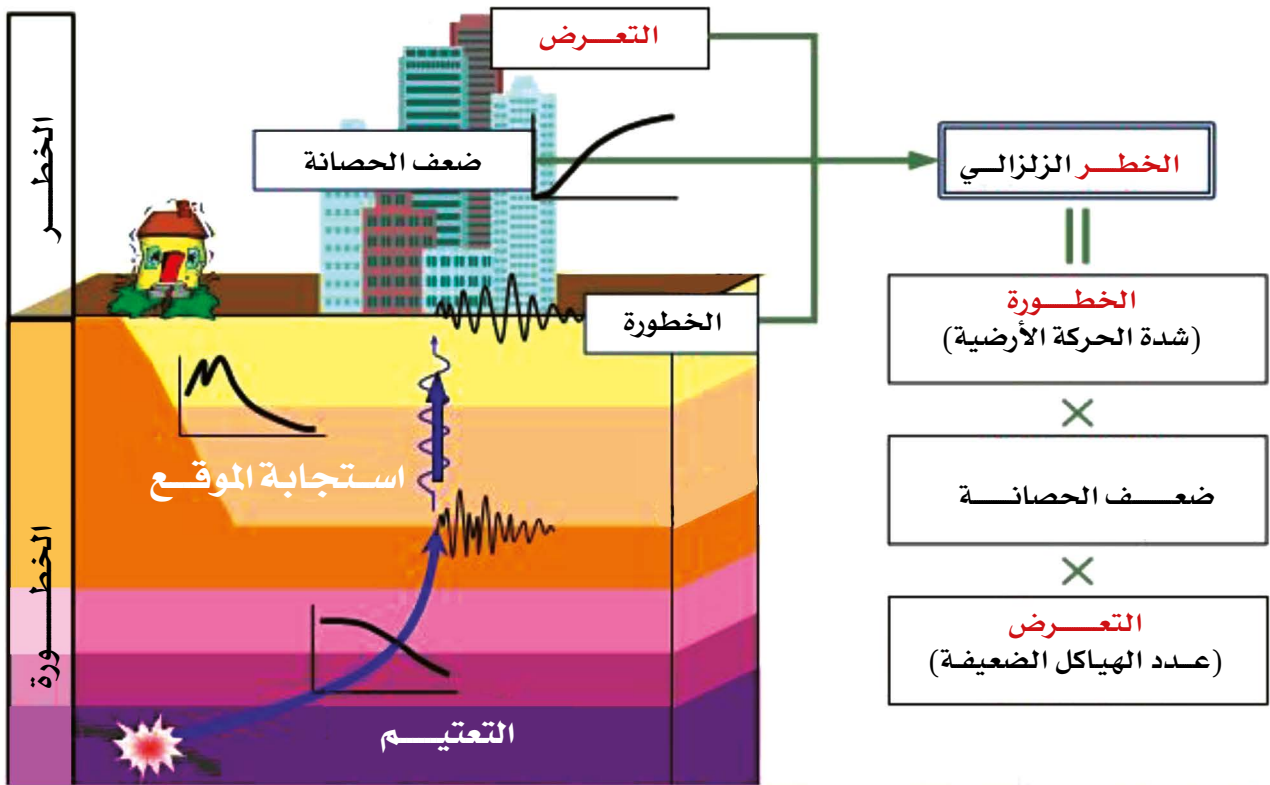 التعرض
الخطر
ضعف الحصانة
الخطر الزلزالي
الخطورة
(شدة الحركة الأرضية)
الخطورة
×
استجابة الموقع
ضعف الحصانة
×
الخطورة
التعرض
(عدد الهياكل الضعيفة)
التعتيم